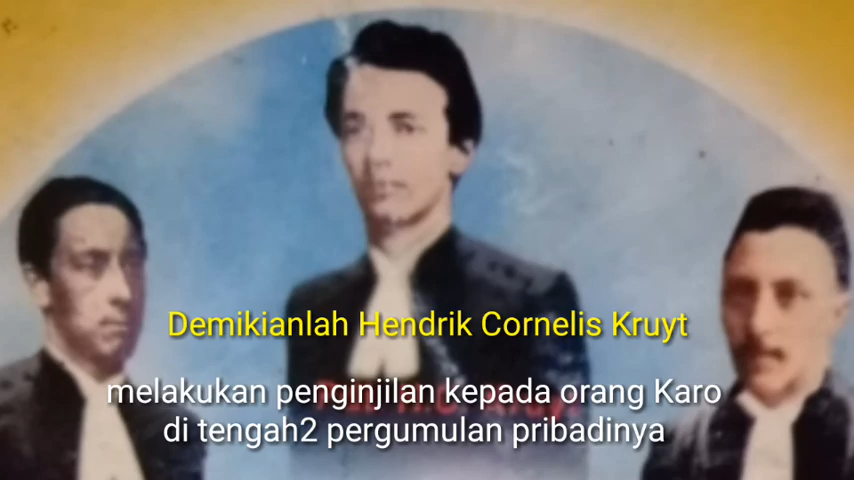 Demikianlah Hendrik Cornelis Kruyt
melakukan penginjilan kepada orang Karo
di tengah2 pergumulan pribadinya